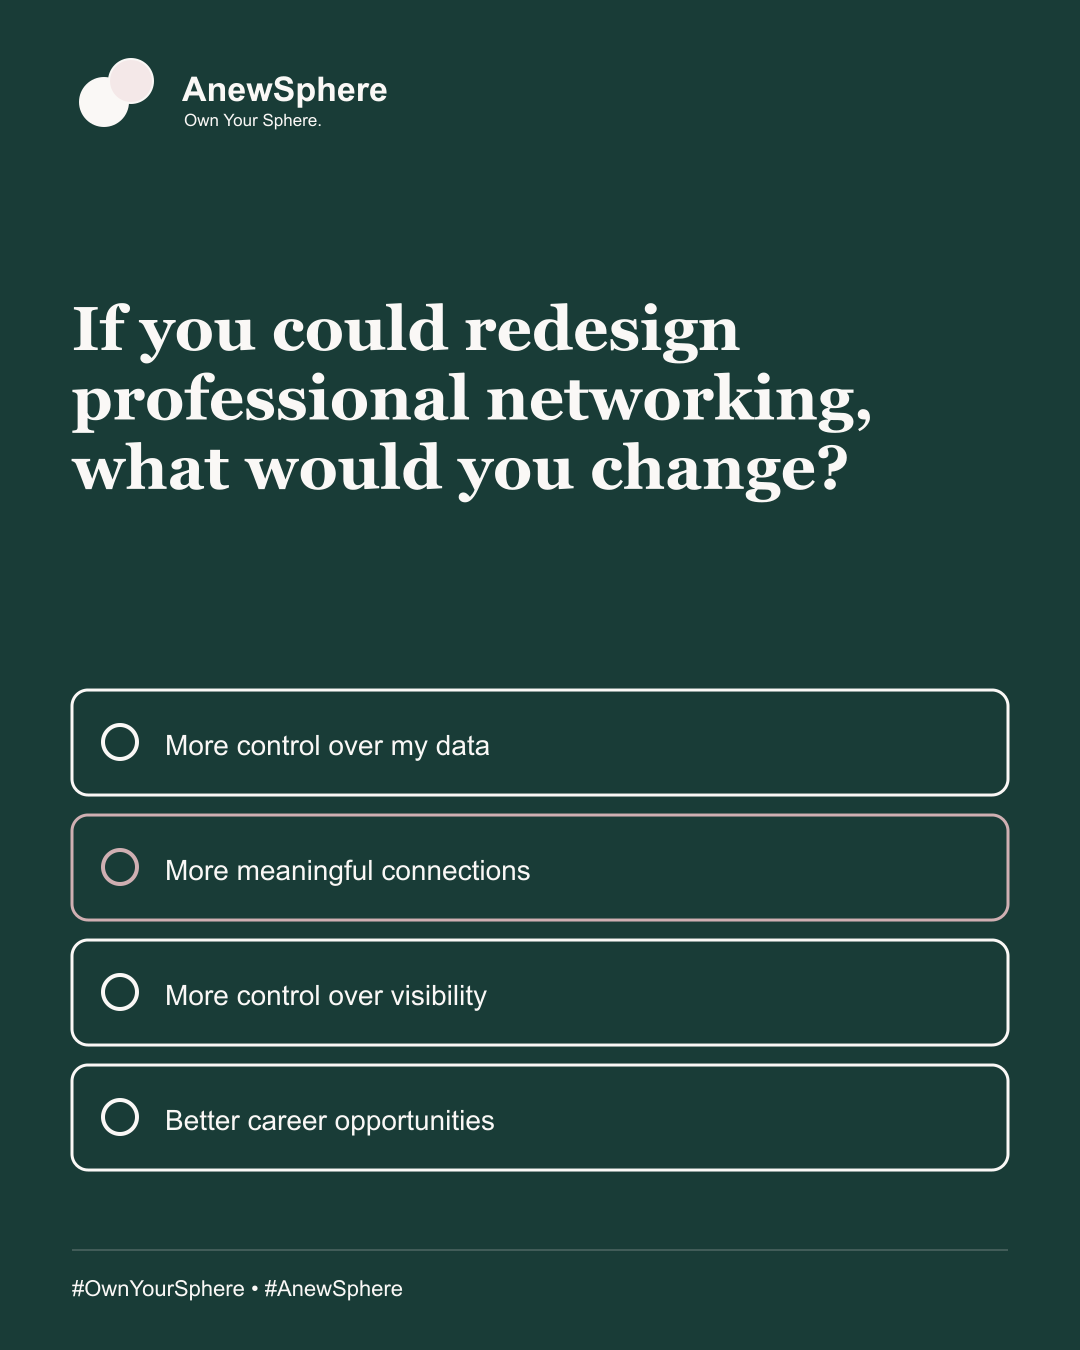 AnewSphere
Own Your Sphere.
If you could redesign
professional networking,
what would you change?
More control over my data
More meaningful connections
More control over visibility
Better career opportunities
#OwnYourSphere • #AnewSphere